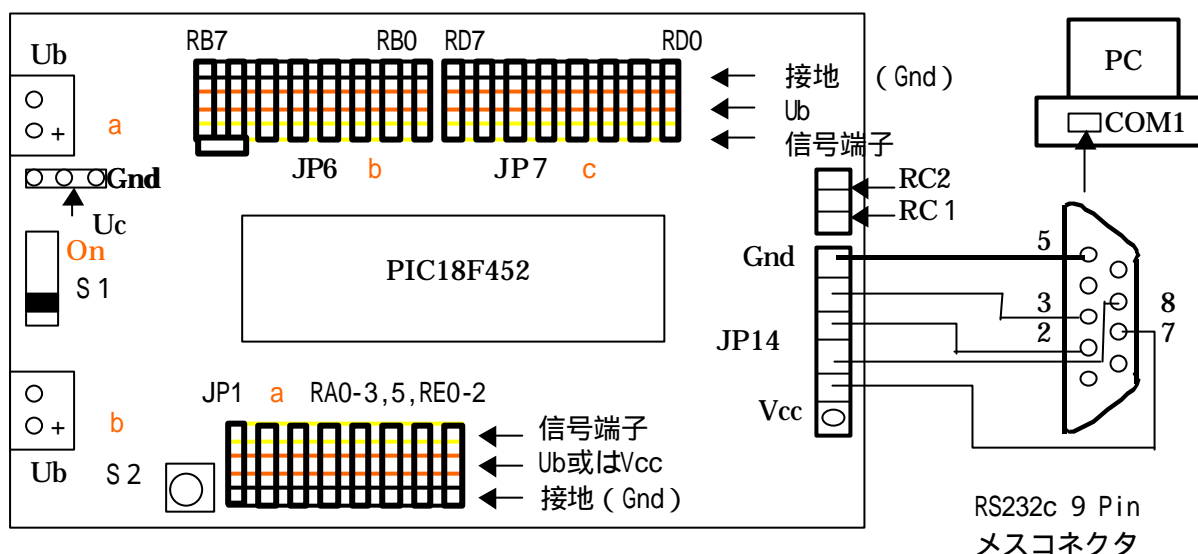 RB7 RB0 RD7 RD0
Ub
+ a
接地 (Gnd)
Ub
信号端子
JP6 b JP7 c
PC
COM1
Gnd
Uc
On
S1
RC2
RC1
PIC18F452
Gnd
JP14
Vcc
5
3
2
8
7
JP1 a RA0-3,5,RE0-2
信号端子
Ub或はVcc
接地(Gnd)
+ b
Ub
S2
RS232c 9 Pin
メスコネクタ